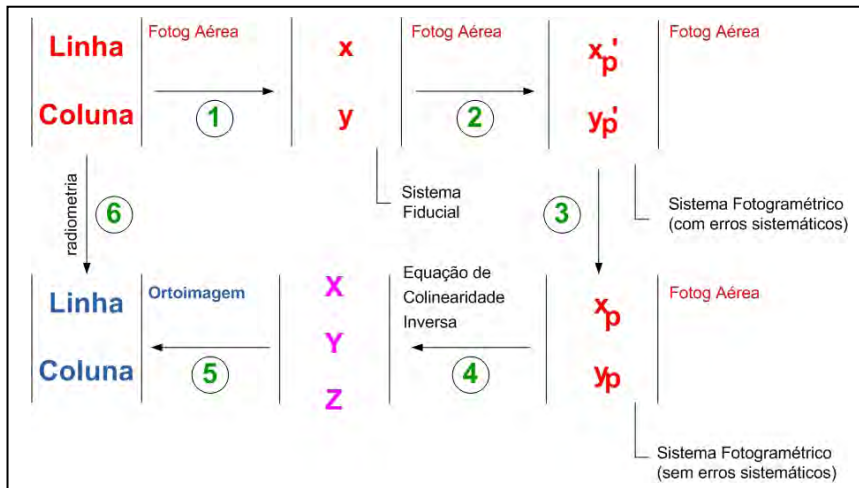 Linha
Coluna
Fotog Aérea
1
x
y
Sistema
Fiducial
Fotog Aérea
2
xp'
yp'
Sistema Fotogramétrico
(com erros sistemáticos)
Fotog Aérea
radiometria
6
3
Linha
Coluna
Ortoimagem
5
X
Y
Z
Equação de
Colinearidade
Inversa
4
xp
yp
Sistema Fotogramétrico
(sem erros sistemáticos)
Fotog Aérea